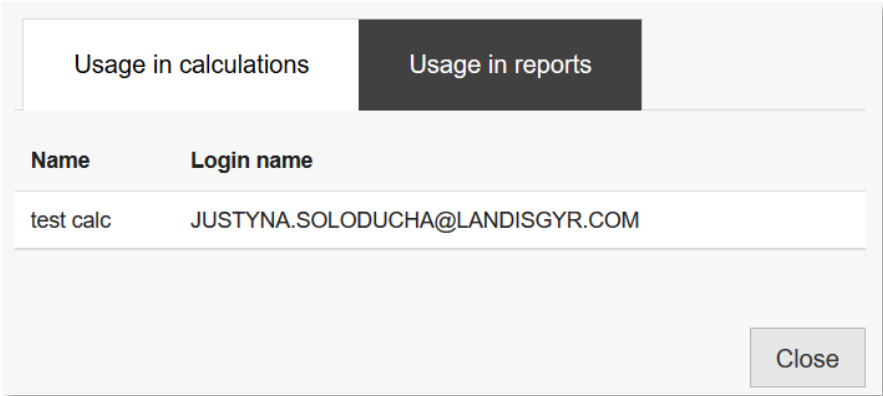 Usage in calculations Usage in reports
Name Login name
test calc JUSTYNA.SOLODUCHA@LANDISGYR.COM
Close